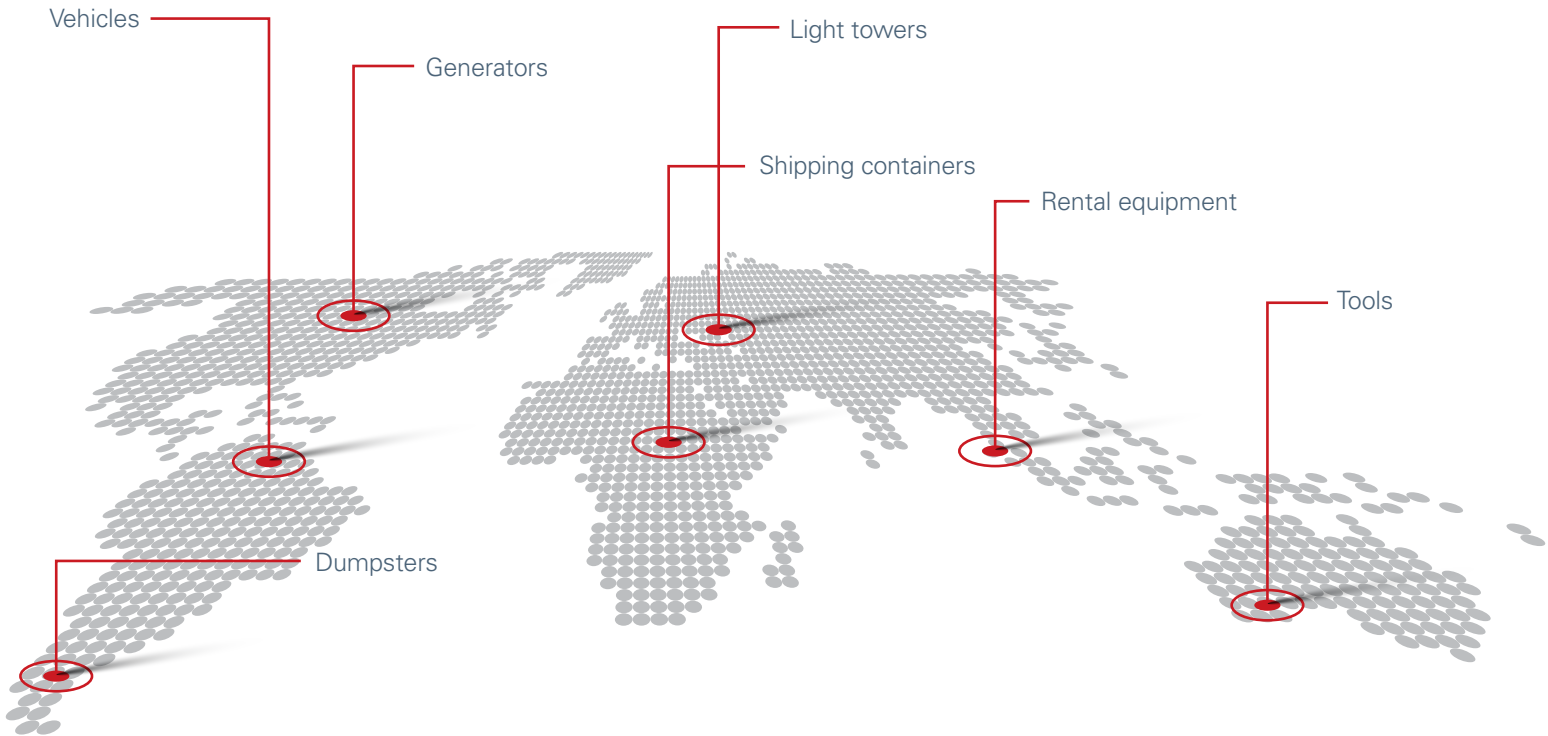 Vehicles
Light towers
Generators
Shipping containers
Rental equipment
Tools
Dumpsters